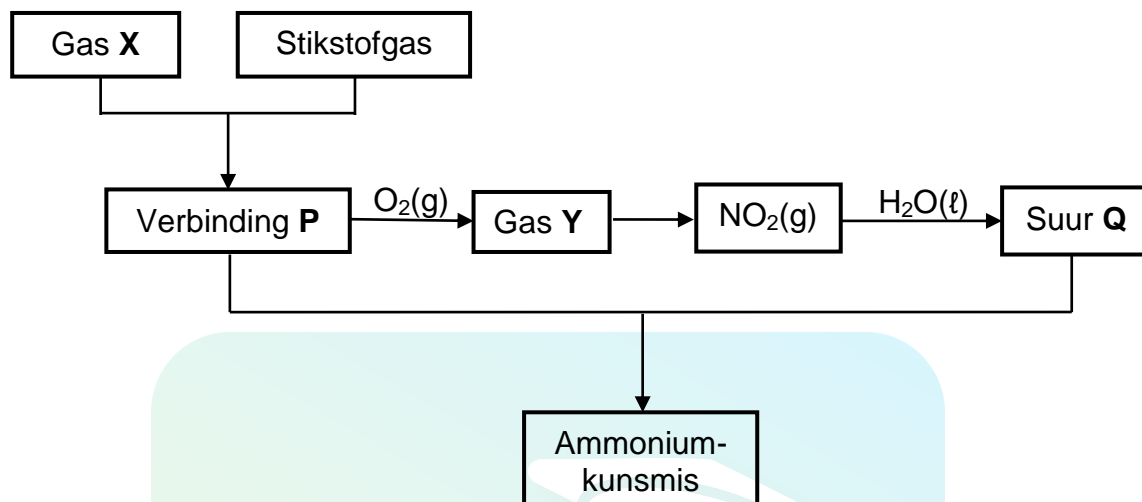 Gas X
Stikstofgas
Verbinding P
O₂(g)
Gas Y
NO₂(g)
H₂O(ℓ)
Suur Q
Ammonium-
kunsmis